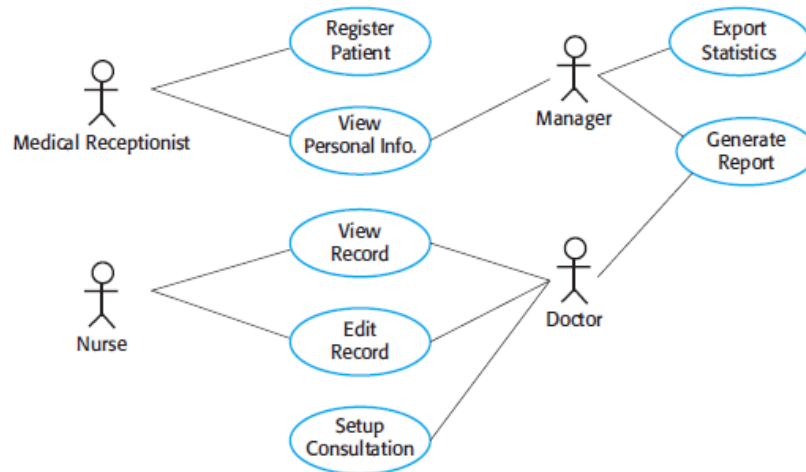 Register
Patient
Export
Statistics
Medical Receptionist
View
Personal Info.
Manager
Generate
Report
View
Record
Nurse
Edit
Record
Doctor
Setup
Consultation